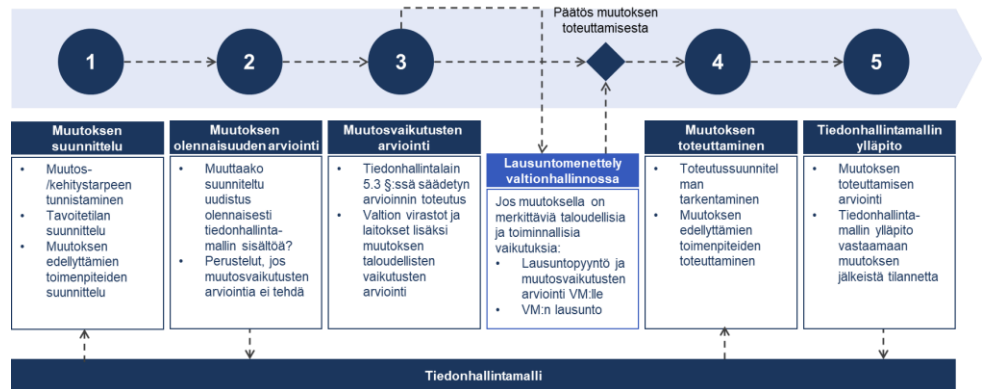 Päätös muutoksen
toteuttamisesta
1
2
3
4
5
Muutoksen
suunnittelu
• Muutos-
/kehitystarpeen
tunnistaminen
• Tavoitetilan
suunnittelu
• Muutoksen
edellyttämien
toimenpiteiden
suunnittelu
Muutoksen
olennaisuuden arviointi
• Muuttaako
suunniteltu
uudistus
olennaisesti
tiedonhallinta-
mallin sisältöä?
• Perustelut, jos
muutosvaikutusten
arviointia ei tehdä
Muutosvaikutusten
arviointi
• Tiedonhallintalain
5.3 §:ssä säädetyn
arvioinnin toteutus
• Valtion virastot ja
laitokset lisäksi
muutoksen
taloudellisten
vaikutusten
arviointi
Lausuntomenettely
valtionhallinnossa
Jos muutoksella on
merkittäviä taloudellisia
ja toiminnallisia
vaikutuksia:
• Lausuntopyyntö ja
muutosvaikutusten
arviointi VM:lle
• VM:n lausunto
Muutoksen
toteuttaminen
• Toteutussuunnitel
man
tarkentaminen
• Muutoksen
edellyttämien
toimenpiteiden
toteuttaminen
Tiedonhallintamallin
ylläpito
• Muutoksen
toteuttamisen
arviointi
• Tiedonhallinta-
mallin ylläpito
vastaamaan
muutoksen
jälkeistä tilannetta
Tiedonhallintamalli